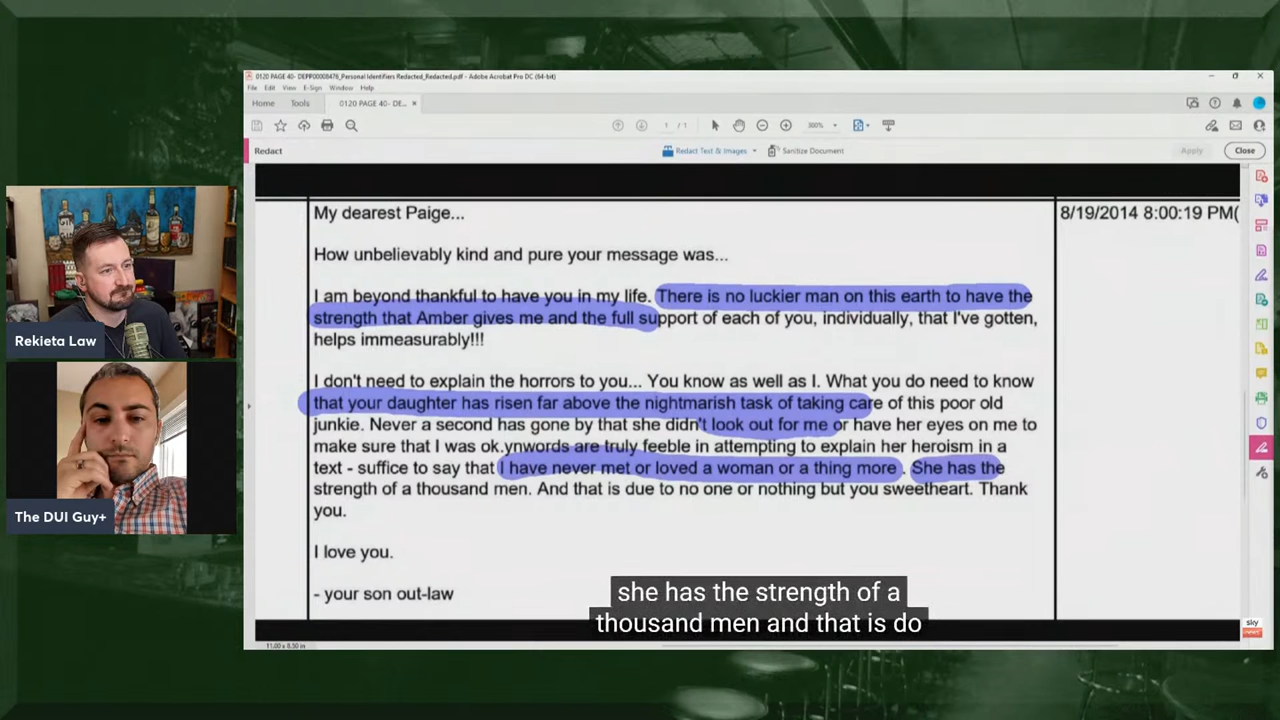 0120 PAGE 40- DEPP00008476_Personal Identifiers Redacted_Redacted.pdf - Adobe Acrobat Pro DC (64-bit)
File Edit View E-Sign Window Help
Home Tools 0120 PAGE 40- DE... ×
1 / 1 300%
Redact Redact Text & Images Sanitize Document Apply Close
My dearest Paige...
8/19/2014 8:00:19 PM(
How unbelievably kind and pure your message was...
I am beyond thankful to have you in my life. There is no luckier man on this earth to have the
strength that Amber gives me and the full support of each of you, individually, that I've gotten,
helps immeasurably!!!
I don't need to explain the horrors to you... You know as well as I. What you do need to know
that your daughter has risen far above the nightmarish task of taking care of this poor old
junkie. Never a second has gone by that she didn't look out for me or have her eyes on me to
make sure that I was ok.ynwords are truly feeble in attempting to explain her heroism in a
text - suffice to say that I have never met or loved a woman or a thing more . She has the
strength of a thousand men. And that is due to no one or nothing but you sweetheart. Thank
you.
I love you.
- your son out-law
11.00 x 8.50 in
Rekieta Law
The DUI Guy+
she has the strength of a
thousand men and that is do
sky